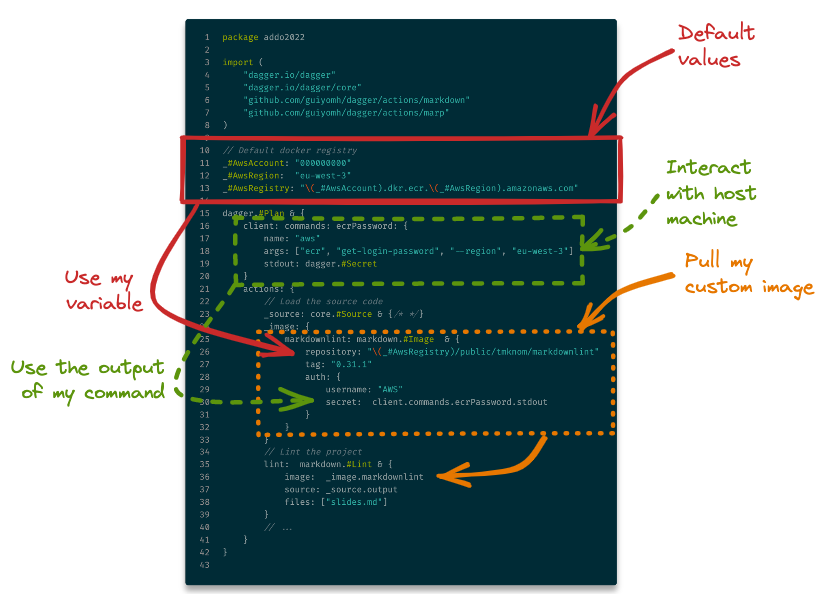 1 package addo2022
2
3 import (
4 "dagger.io/dagger"
5 "dagger.io/dagger/core"
6 "github.com/guiyomh/dagger/actions/markdown"
7 "github.com/guiyomh/dagger/actions/marp"
8 )
9
10 // Default docker registry
11 _#AwsAccount: "000000000"
12 _#AwsRegion: "eu-west-3"
13 _#AwsRegistry: "\(_#AwsAccount).dkr.ecr.\(_#AwsRegion).amazonaws.com"
14
15 dagger.#Plan & {
16 client: commands: ecrPassword: {
17 name: "aws"
18 args: ["ecr", "get-login-password", "--region", "eu-west-3"]
19 stdout: dagger.#Secret
20 }
21 actions: {
22 // Load the source code
23 _source: core.#Source & {/* */}
24 _image: {
25 markdownlint: markdown.#Image & {
26 repository: "\(_#AwsRegistry)/public/tmknom/markdownlint"
27 tag: "0.31.1"
28 auth: {
29 username: "AWS"
30 secret: client.commands.ecrPassword.stdout
31 }
32 }
33 }
34 // Lint the project
35 lint: markdown.#Lint & {
36 image: _image.markdownlint
37 source: _source.output
38 files: ["slides.md"]
39 }
40 // ...
41 }
42 }
43
Default
values
Interact
with host
machine
Pull my
custom image
Use my
variable
Use the output
of my command